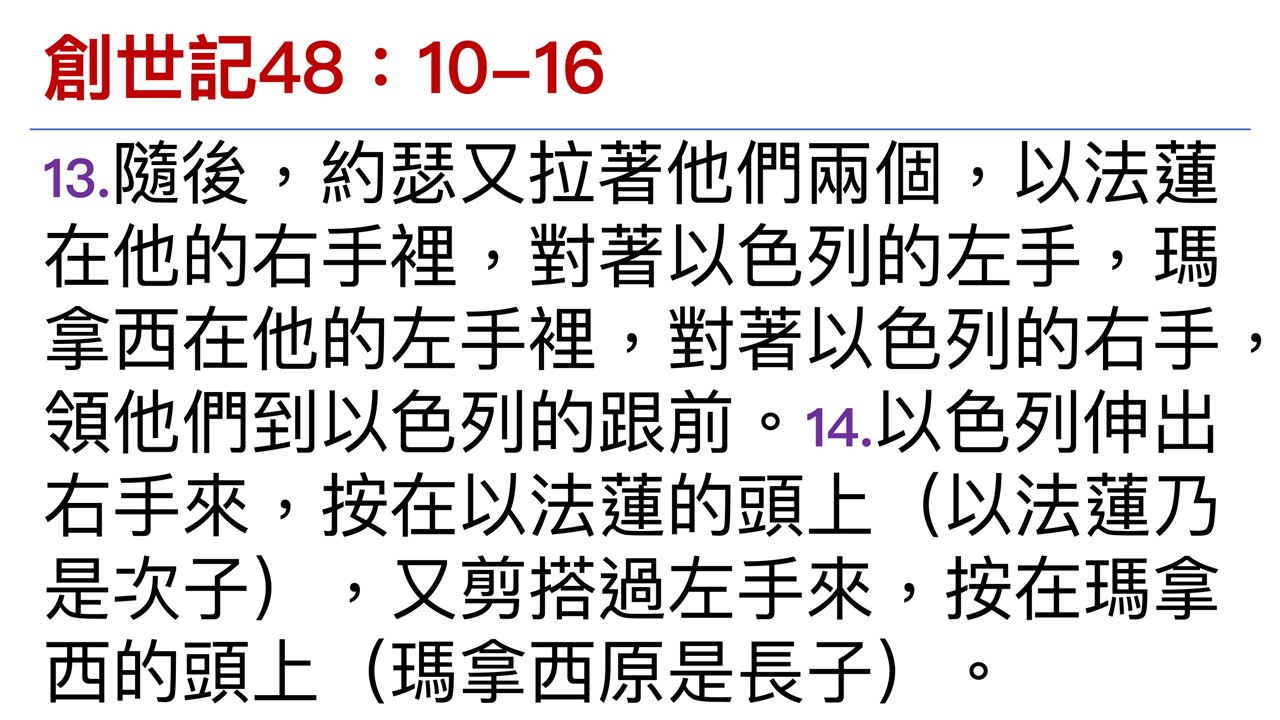 創世記48：10–16
13.隨後，約瑟又拉著他們兩個，以法蓮
在他的右手裡，對著以色列的左手，瑪
拿西在他的左手裡，對著以色列的右手，
領他們到以色列的跟前。14.以色列伸出
右手來，按在以法蓮的頭上（以法蓮乃
是次子），又剪搭過左手來，按在瑪拿
西的頭上（瑪拿西原是長子）。